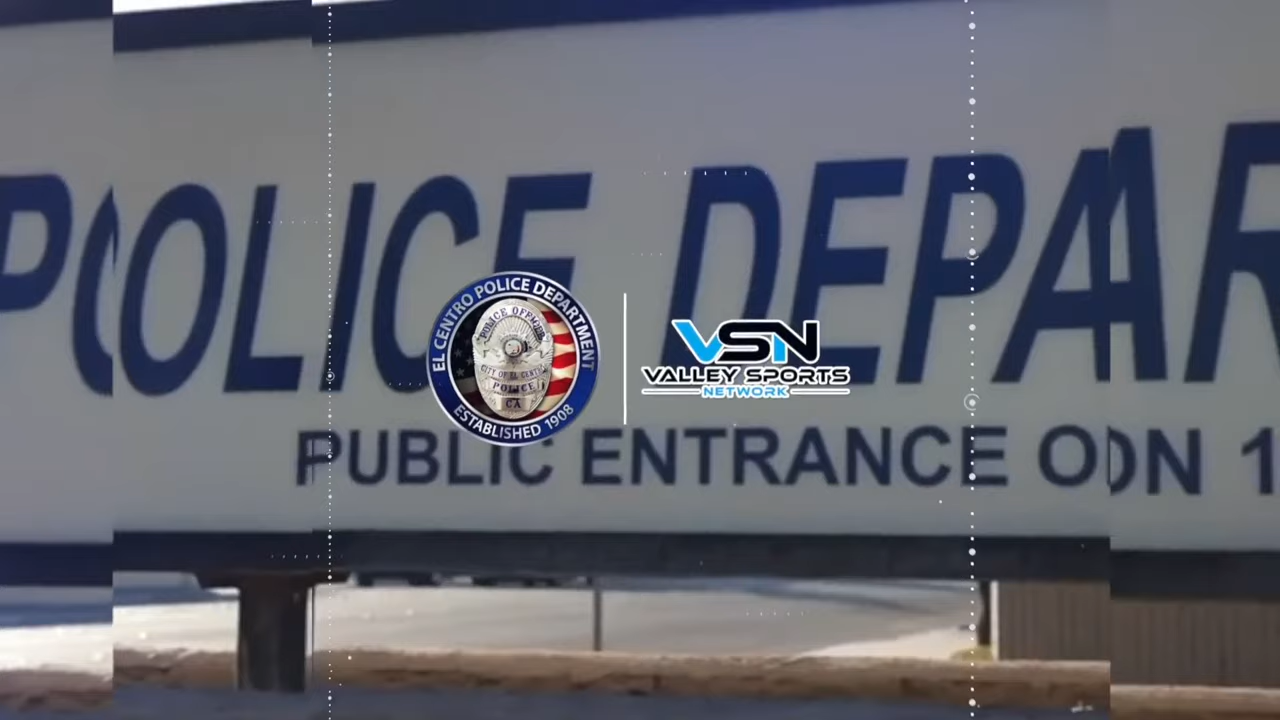 POLICE DEPAR
PUBLIC ENTRANCE ON 1
EL CENTRO POLICE DEPARTMENT
POLICE OFFICER
CITY OF EL CENTRO
POLICE
CA
ESTABLISHED 1908
VSN
VALLEY SPORTS
NETWORK